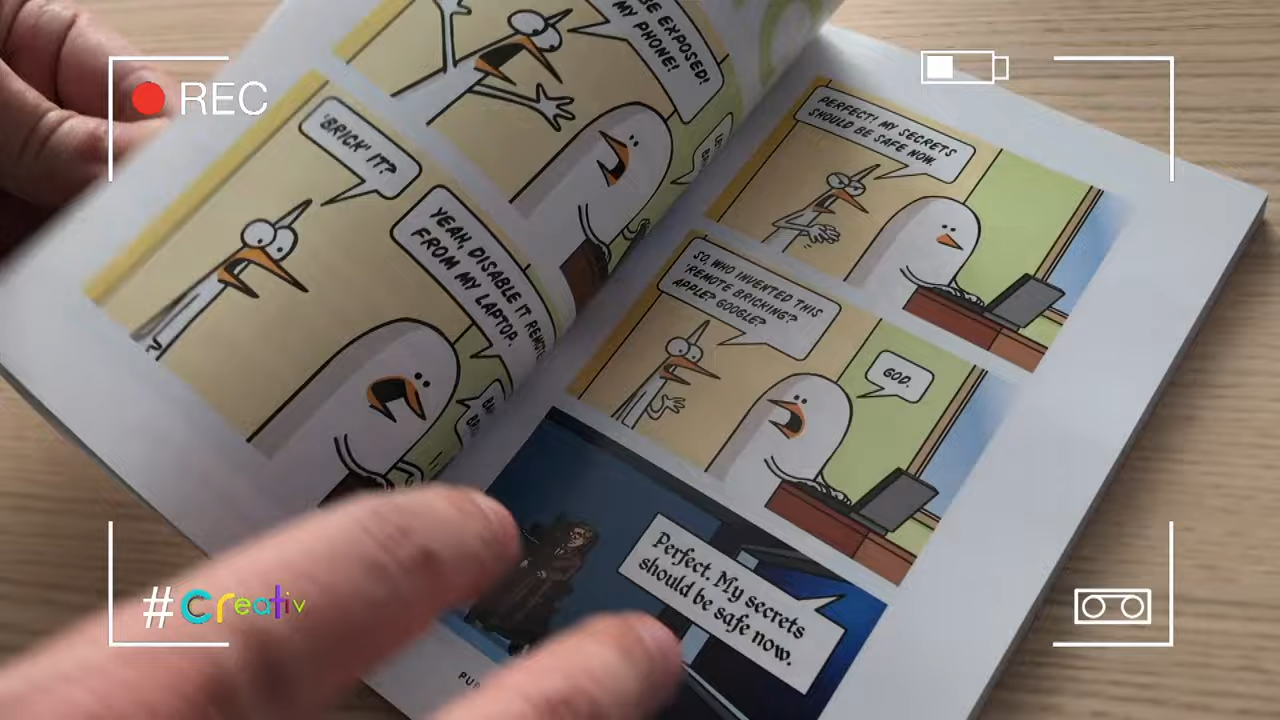 REC
BE EXPOSED!
MY PHONE!
'BRICK' IT?
YEAH, DISABLE IT
FROM MY LAPTOP.
PERFECT! MY SECRETS
SHOULD BE SAFE NOW.
SO, WHO INVENTED THIS
'REMOTE BRICKING'?
APPLE? GOOGLE?
GOD.
Perfect. My secrets
should be safe now.
#Creativ